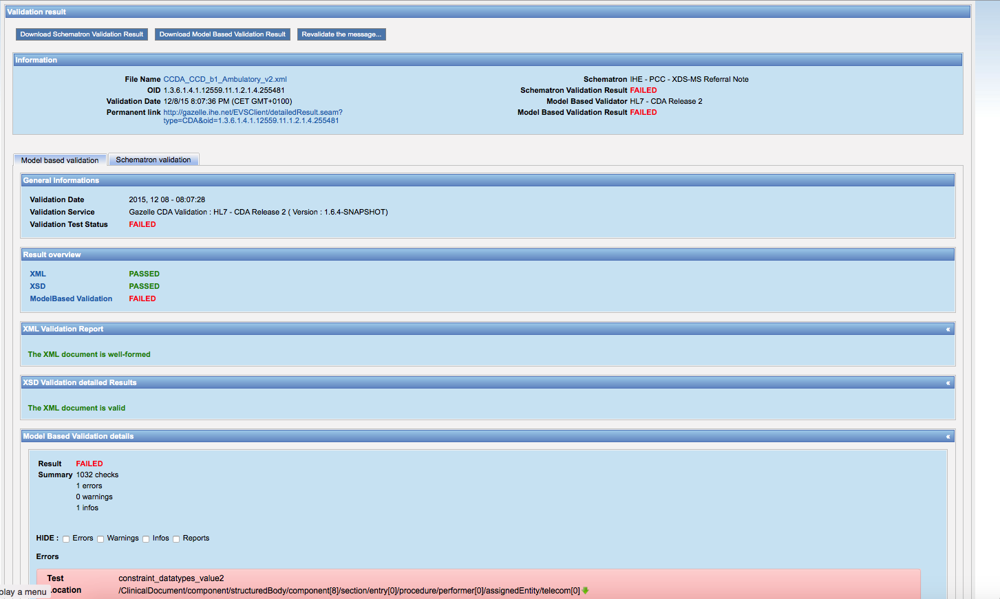 Validation result
Download Schematron Validation Result
Download Model Based Validation Result
Revalidate the message...
Information
File Name CCDA_CCD_b1_Ambulatory_v2.xml
OID 1.3.6.1.4.1.12559.11.1.2.1.4.255481
Validation Date 12/8/15 8:07:36 PM (CET GMT+0100)
Permanent link http://gazelle.ihe.net/EVSClient/detailedResult.seam?
type=CDA&oid=1.3.6.1.4.1.12559.11.1.2.1.4.255481
Schematron IHE - PCC - XDS-MS Referral Note
Schematron Validation Result FAILED
Model Based Validator HL7 - CDA Release 2
Model Based Validation Result FAILED
Model based validation
Schematron validation
General Informations
Validation Date 2015, 12 08 - 08:07:28
Validation Service Gazelle CDA Validation : HL7 - CDA Release 2 ( Version : 1.6.4-SNAPSHOT)
Validation Test Status FAILED
Result overview
XML PASSED
XSD PASSED
ModelBased Validation FAILED
XML Validation Report «
The XML document is well-formed
XSD Validation detailed Results «
The XML document is valid
Model Based Validation details «
Result FAILED
Summary 1032 checks
1 errors
0 warnings
1 infos
HIDE : Errors Warnings Infos Reports
Errors
Test constraint_datatypes_value2
Location /ClinicalDocument/component/structuredBody/component[8]/section/entry[0]/procedure/performer[0]/assignedEntity/telecom[0]
play a menu